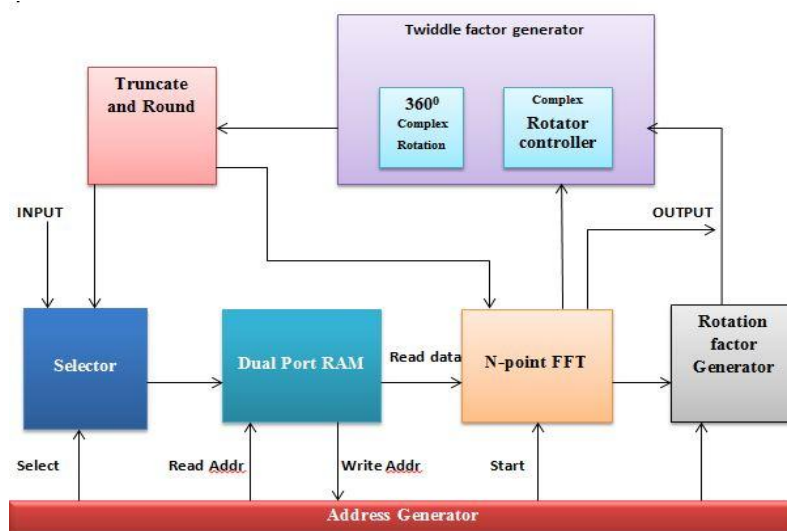 Twiddle factor generator
Truncate
and Round
360⁰
Complex
Rotation
Complex
Rotator
controller
INPUT
OUTPUT
Selector
Dual Port RAM
Read data
N-point FFT
Rotation
factor
Generator
Select
Read Addr
Write Addr
Start
Address Generator